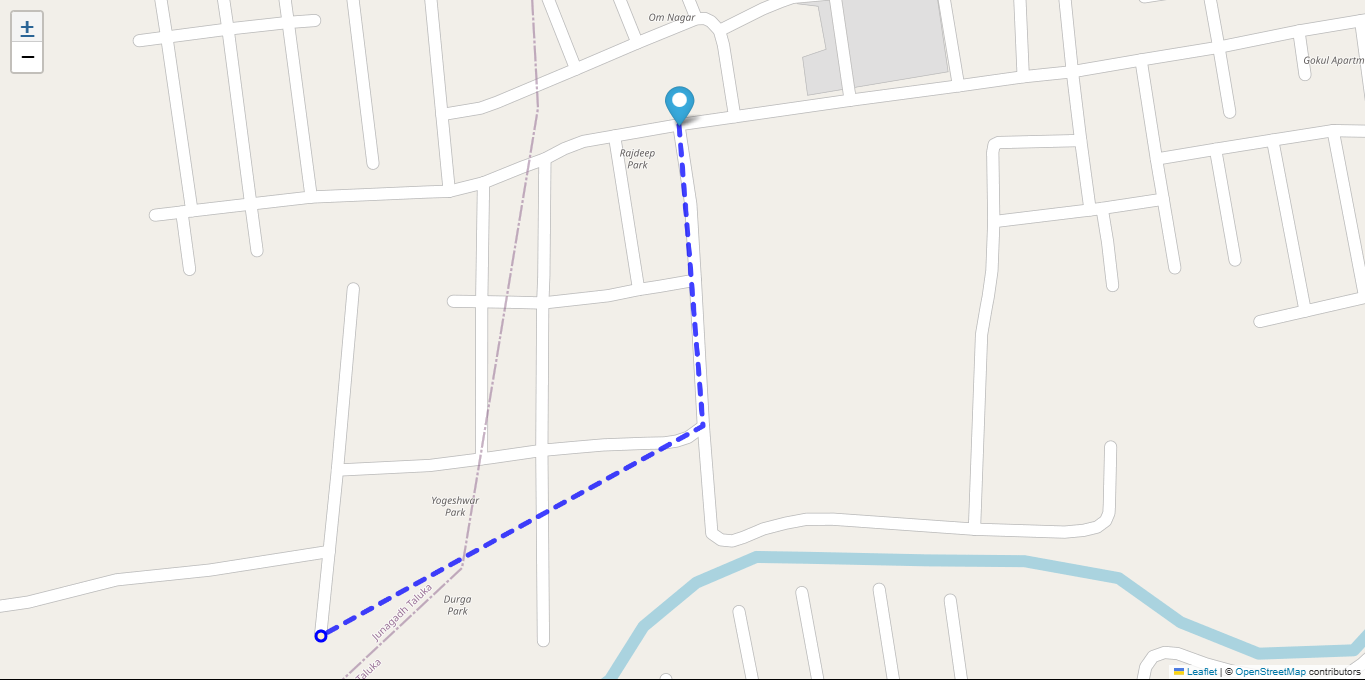 +
−
Om Nagar
Gokul Apartm
Rajdeep
Park
Yogeshwar
Park
Durga
Park
Junagadh Taluka
Taluka
Leaflet | © OpenStreetMap contributors